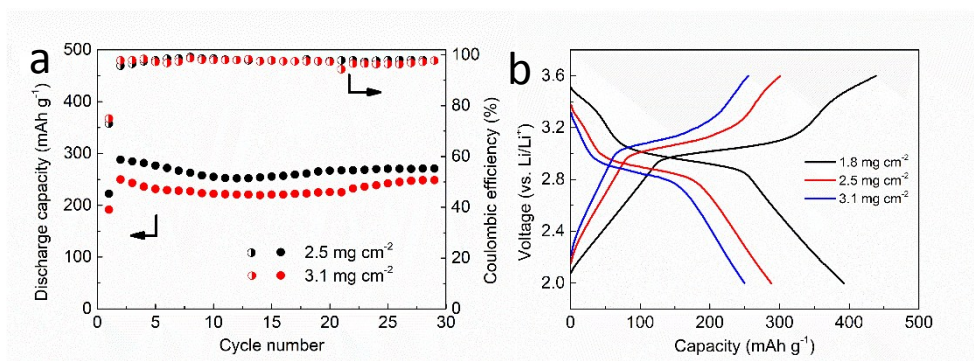 a
500
400
300
200
100
0
Discharge capacity (mAh g⁻¹)
0 5 10 15 20 25 30
Cycle number
100
80
60
40
20
0
Coulombic efficiency (%)
2.5 mg cm⁻²
3.1 mg cm⁻²
b
3.6
3.2
2.8
2.4
2.0
Voltage (vs. Li/Li⁺)
0 100 200 300 400 500
Capacity (mAh g⁻¹)
1.8 mg cm⁻²
2.5 mg cm⁻²
3.1 mg cm⁻²